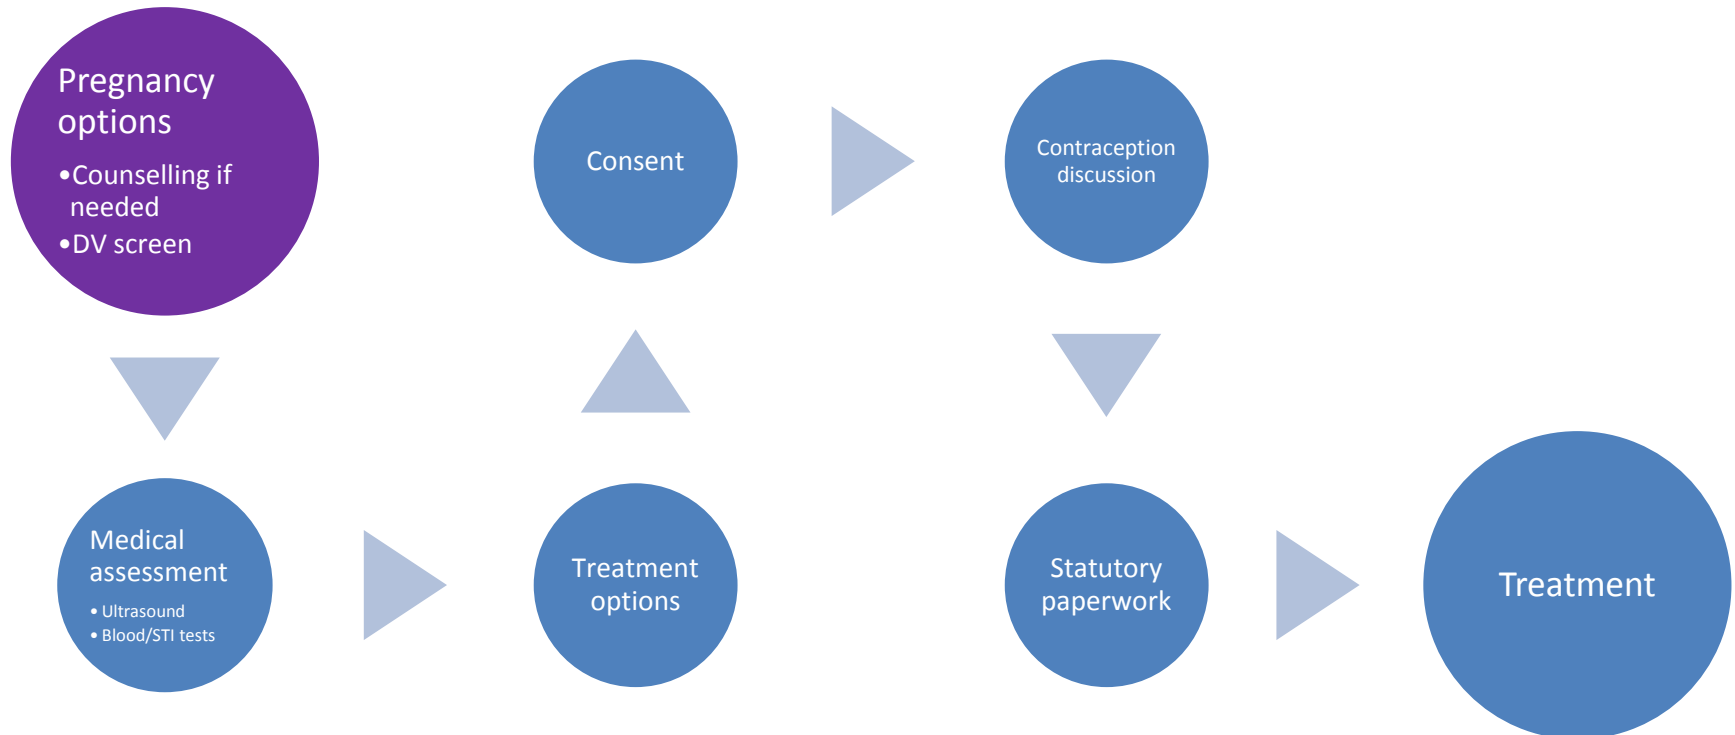 Pregnancy
options
•Counselling if
needed
•DV screen
Medical
assessment
• Ultrasound
• Blood/STI tests
Treatment
options
Consent
Contraception
discussion
Statutory
paperwork
Treatment